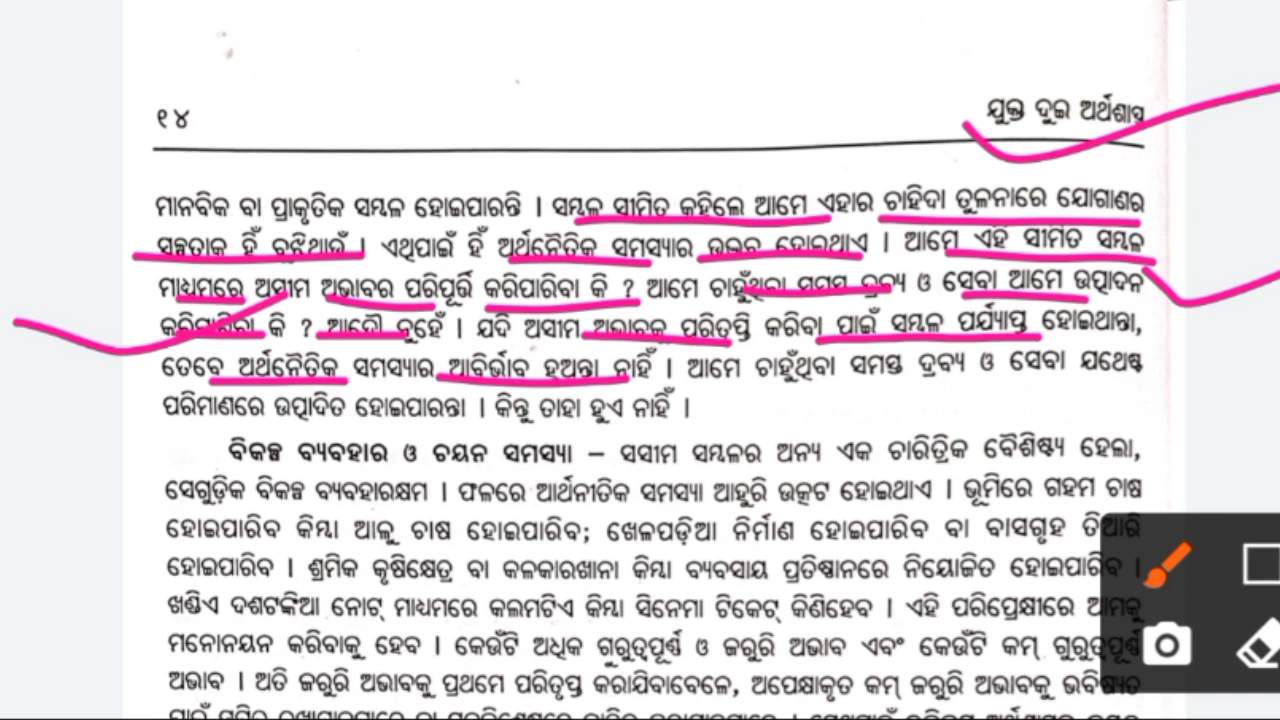 ୧୪
ଯୁକ୍ତ ଦୁଇ ଅର୍ଥଶାସ୍ତ୍ର
ମାନବିକ ବା ପ୍ରାକୃତିକ ସମ୍ବଳ ହୋଇପାରନ୍ତି । ସମ୍ବଳ ସୀମିତ କହିଲେ ଆମେ ଏହାର ଚାହିଦା ତୁଳନାରେ ଯୋଗାଣର
ସ୍ଵଳ୍ପତାକୁ ହିଁ ବୁଝିଥାଉଁ । ଏଥିପାଇଁ ହିଁ ଅର୍ଥନୈତିକ ସମସ୍ୟାର ଉଦ୍ଭବ ହୋଇଥାଏ । ଆମେ ଏହି ସୀମିତ ସମ୍ବଳ
ମାଧ୍ୟମରେ ଅସୀମ ଅଭାବର ପରିପୂର୍ତ୍ତି କରିପାରିବା କି ? ଆମେ ଚାହୁଁଥିବା ସମସ୍ତ ଦ୍ରବ୍ୟ ଓ ସେବା ଆମେ ଉତ୍ପାଦନ
କରିପାରିବା କି ? ଆଦୌ ନୁହେଁ । ଯଦି ଅସୀମ ଅଭାବକୁ ପରିତୃପ୍ତି କରିବା ପାଇଁ ସମ୍ବଳ ପର୍ଯ୍ୟାପ୍ତ ହୋଇଥାନ୍ତା,
ତେବେ ଅର୍ଥନୈତିକ ସମସ୍ୟାର ଆବିର୍ଭାବ ହୁଅନ୍ତା ନାହିଁ । ଆମେ ଚାହୁଁଥିବା ସମସ୍ତ ଦ୍ରବ୍ୟ ଓ ସେବା ଯଥେଷ୍ଟ
ପରିମାଣରେ ଉତ୍ପାଦିତ ହୋଇପାରନ୍ତା । କିନ୍ତୁ ତାହା ହୁଏ ନାହିଁ ।
ବିକଳ୍ପ ବ୍ୟବହାର ଓ ଚୟନ ସମସ୍ୟା – ସସୀମ ସମ୍ବଳର ଅନ୍ୟ ଏକ ଚାରିତ୍ରିକ ବୈଶିଷ୍ଟ୍ୟ ହେଲା,
ସେଗୁଡ଼ିକ ବିକଳ୍ପ ବ୍ୟବହାରକ୍ଷମ । ଫଳରେ ଆର୍ଥନୀତିକ ସମସ୍ୟା ଆହୁରି ଉତ୍କଟ ହୋଇଥାଏ । ଭୂମିରେ ଗହମ ଚାଷ
ହୋଇପାରିବ କିମ୍ବା ଆଳୁ ଚାଷ ହୋଇପାରିବ; ଖେଳପଡ଼ିଆ ନିର୍ମାଣ ହୋଇପାରିବ ବା ବାସଗୃହ ତିଆରି
ହୋଇପାରିବ । ଶ୍ରମିକ କୃଷିକ୍ଷେତ୍ର ବା କଳକାରଖାନା କିମ୍ବା ବ୍ୟବସାୟ ପ୍ରତିଷ୍ଠାନରେ ନିୟୋଜିତ ହୋଇପାରିବ ।
ଖଣ୍ଡିଏ ଦଶଟଙ୍କିଆ ନୋଟ୍ ମାଧ୍ୟମରେ କଲମଟିଏ କିମ୍ବା ସିନେମା ଟିକେଟ୍ କିଣିହେବ । ଏହି ପରିପ୍ରେକ୍ଷୀରେ ଆମକୁ
ମନୋନୟନ କରିବାକୁ ହେବ । କେଉଁଟି ଅଧିକ ଗୁରୁତ୍ୱପୂର୍ଣ୍ଣ ଓ ଜରୁରି ଅଭାବ ଏବଂ କେଉଁଟି କମ୍ ଗୁରୁତ୍ୱପୂର୍ଣ୍ଣ
ଅଭାବ । ଅତି ଜରୁରି ଅଭାବକୁ ପ୍ରଥମେ ପରିତୃପ୍ତ କରାଯିବାବେଳେ, ଅପେକ୍ଷାକୃତ କମ୍ ଜରୁରି ଅଭାବକୁ ଭବିଷ୍ୟତ